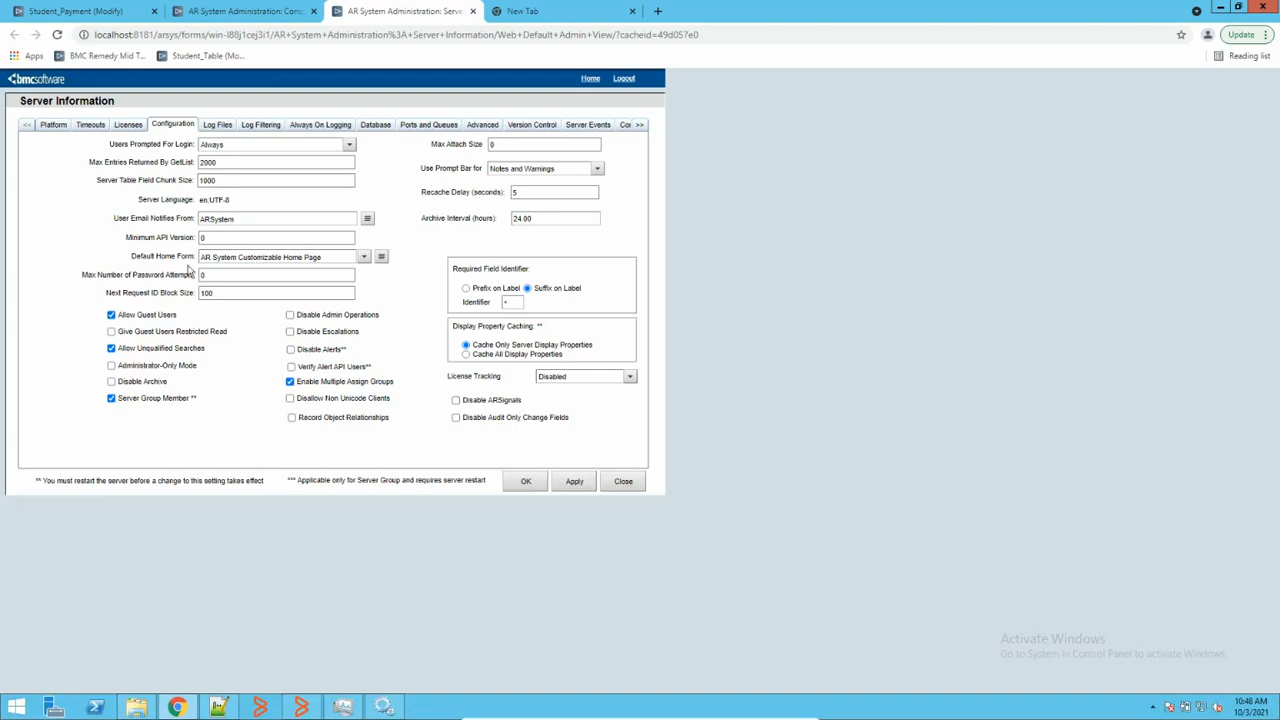 Student_Payment (Modify)
AR System Administration: Cons
AR System Administration: Serve
New Tab
localhost:8181/arsys/forms/win-l88j1cej3i1/AR+System+Administration%3A+Server+Information/Web+Default+Admin+View/?cacheid=49d057e0
Update
Apps
BMC Remedy Mid T...
Student_Table (Mo...
Reading list
bmcsoftware
Home
Logout
Server Information
<< Platform Timeouts Licenses Configuration Log Files Log Filtering Always On Logging Database Ports and Queues Advanced Version Control Server Events Co >>
Users Prompted For Login: Always
Max Entries Returned By GetList: 2000
Server Table Field Chunk Size: 1000
Server Language: en;UTF-8
User Email Notifies From: ARSystem
Minimum API Version: 0
Default Home Form: AR System Customizable Home Page
Max Number of Password Attempts: 0
Next Request ID Block Size: 100
Max Attach Size 0
Use Prompt Bar for Notes and Warnings
Recache Delay (seconds): 5
Archive Interval (hours): 24.00
Allow Guest Users
Give Guest Users Restricted Read
Allow Unqualified Searches
Administrator-Only Mode
Disable Archive
Server Group Member **
Disable Admin Operations
Disable Escalations
Disable Alerts**
Verify Alert API Users**
Enable Multiple Assign Groups
Disallow Non Unicode Clients
Record Object Relationships
Required Field Identifier:
Prefix on Label Suffix on Label
Identifier *
Display Property Caching: **
Cache Only Server Display Properties
Cache All Display Properties
License Tracking Disabled
Disable ARSignals
Disable Audit Only Change Fields
** You must restart the server before a change to this setting takes effect
*** Applicable only for Server Group and requires server restart
OK
Apply
Close
Activate Windows
Go to System in Control Panel to activate Windows.
10:48 AM
10/3/2021